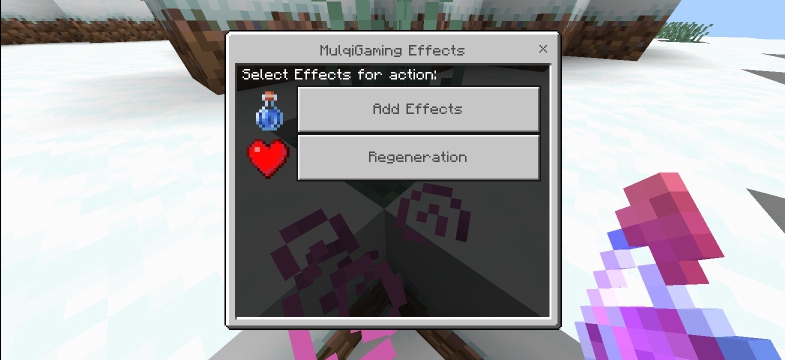 MulqiGaming Effects
Select Effects for action:
Add Effects
Regeneration